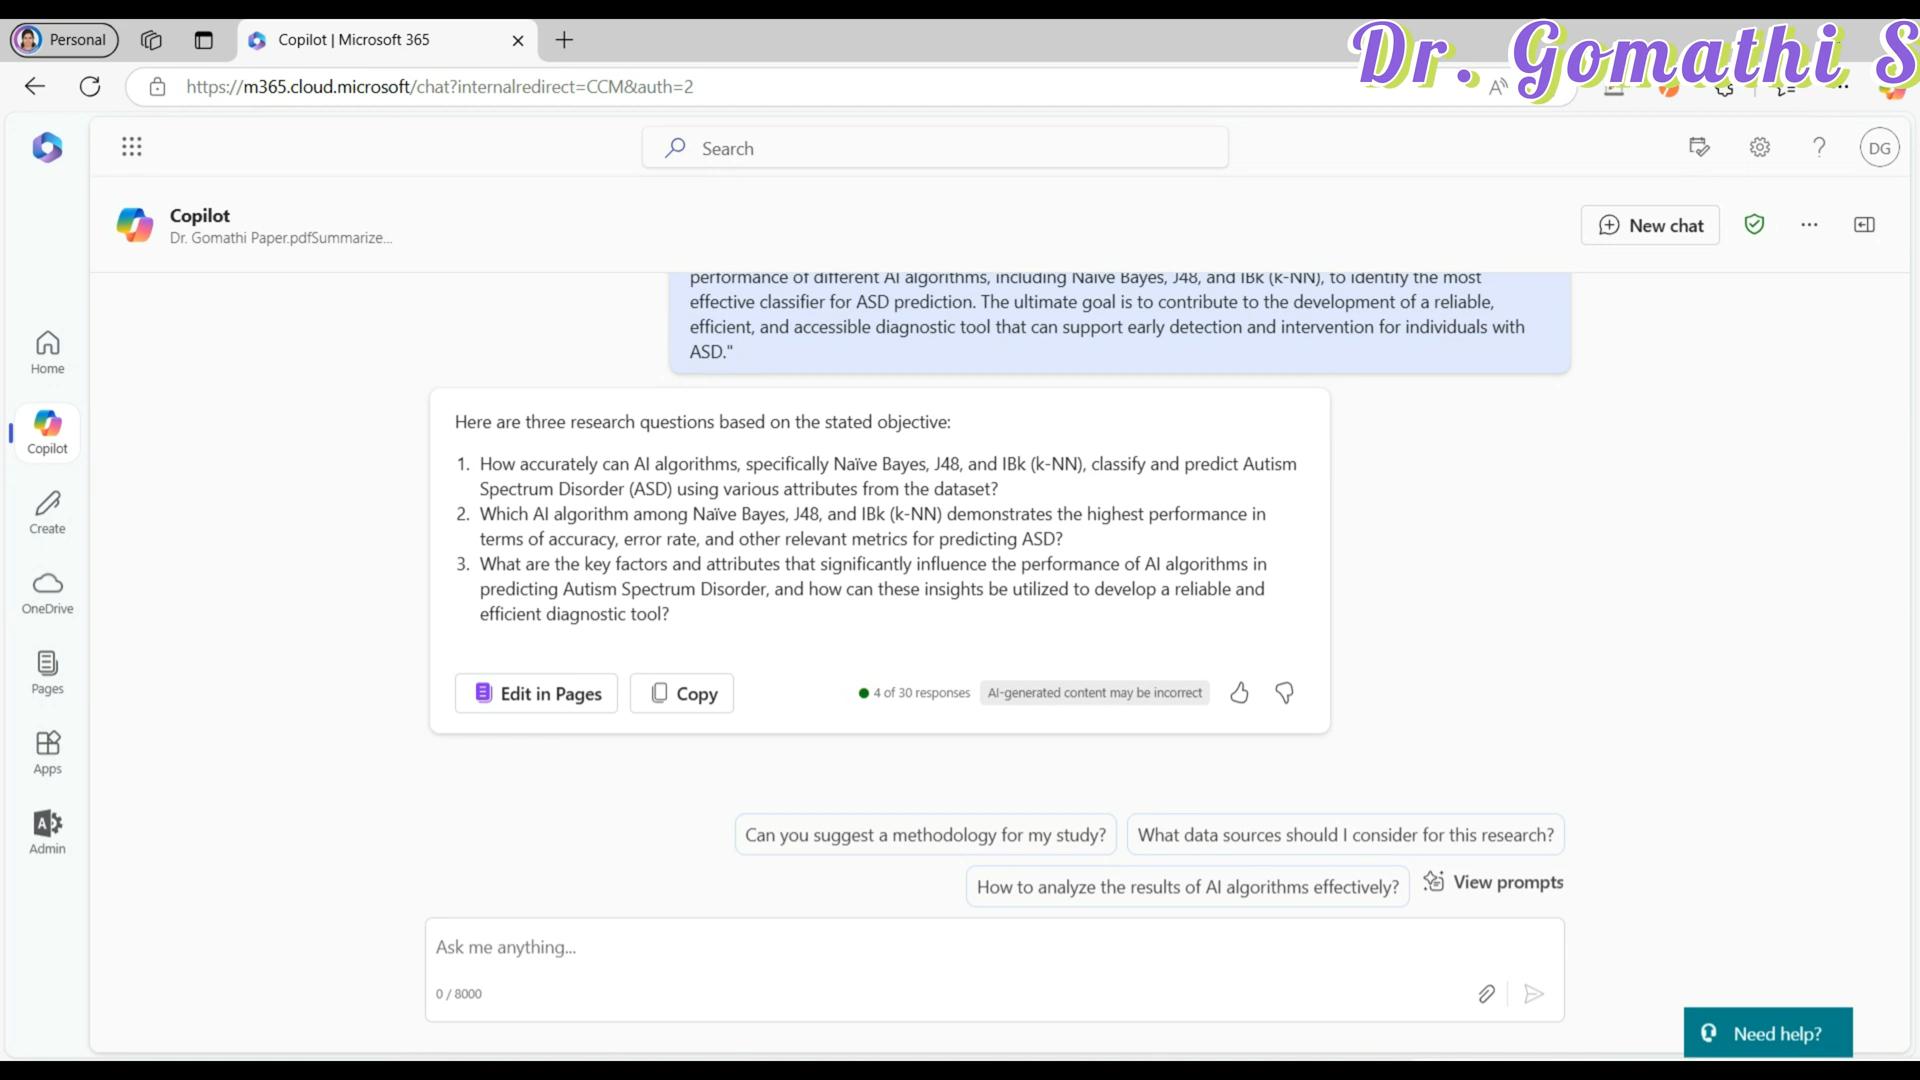 Personal
Copilot | Microsoft 365
Dr. Gomathi S
https://m365.cloud.microsoft/chat?internalredirect=CCM&auth=2
Search
DG
Copilot
Dr. Gomathi Paper.pdfSummarize...
New chat
performance of different AI algorithms, including Naïve Bayes, J48, and IBk (k-NN), to identify the most
effective classifier for ASD prediction. The ultimate goal is to contribute to the development of a reliable,
efficient, and accessible diagnostic tool that can support early detection and intervention for individuals with
ASD."
Home
Copilot
Create
OneDrive
Pages
Apps
Admin
Here are three research questions based on the stated objective:
1. How accurately can AI algorithms, specifically Naïve Bayes, J48, and IBk (k-NN), classify and predict Autism
Spectrum Disorder (ASD) using various attributes from the dataset?
2. Which AI algorithm among Naïve Bayes, J48, and IBk (k-NN) demonstrates the highest performance in
terms of accuracy, error rate, and other relevant metrics for predicting ASD?
3. What are the key factors and attributes that significantly influence the performance of AI algorithms in
predicting Autism Spectrum Disorder, and how can these insights be utilized to develop a reliable and
efficient diagnostic tool?
Edit in Pages
Copy
4 of 30 responses
AI-generated content may be incorrect
Can you suggest a methodology for my study?
What data sources should I consider for this research?
How to analyze the results of AI algorithms effectively?
View prompts
Ask me anything...
0 / 8000
Need help?